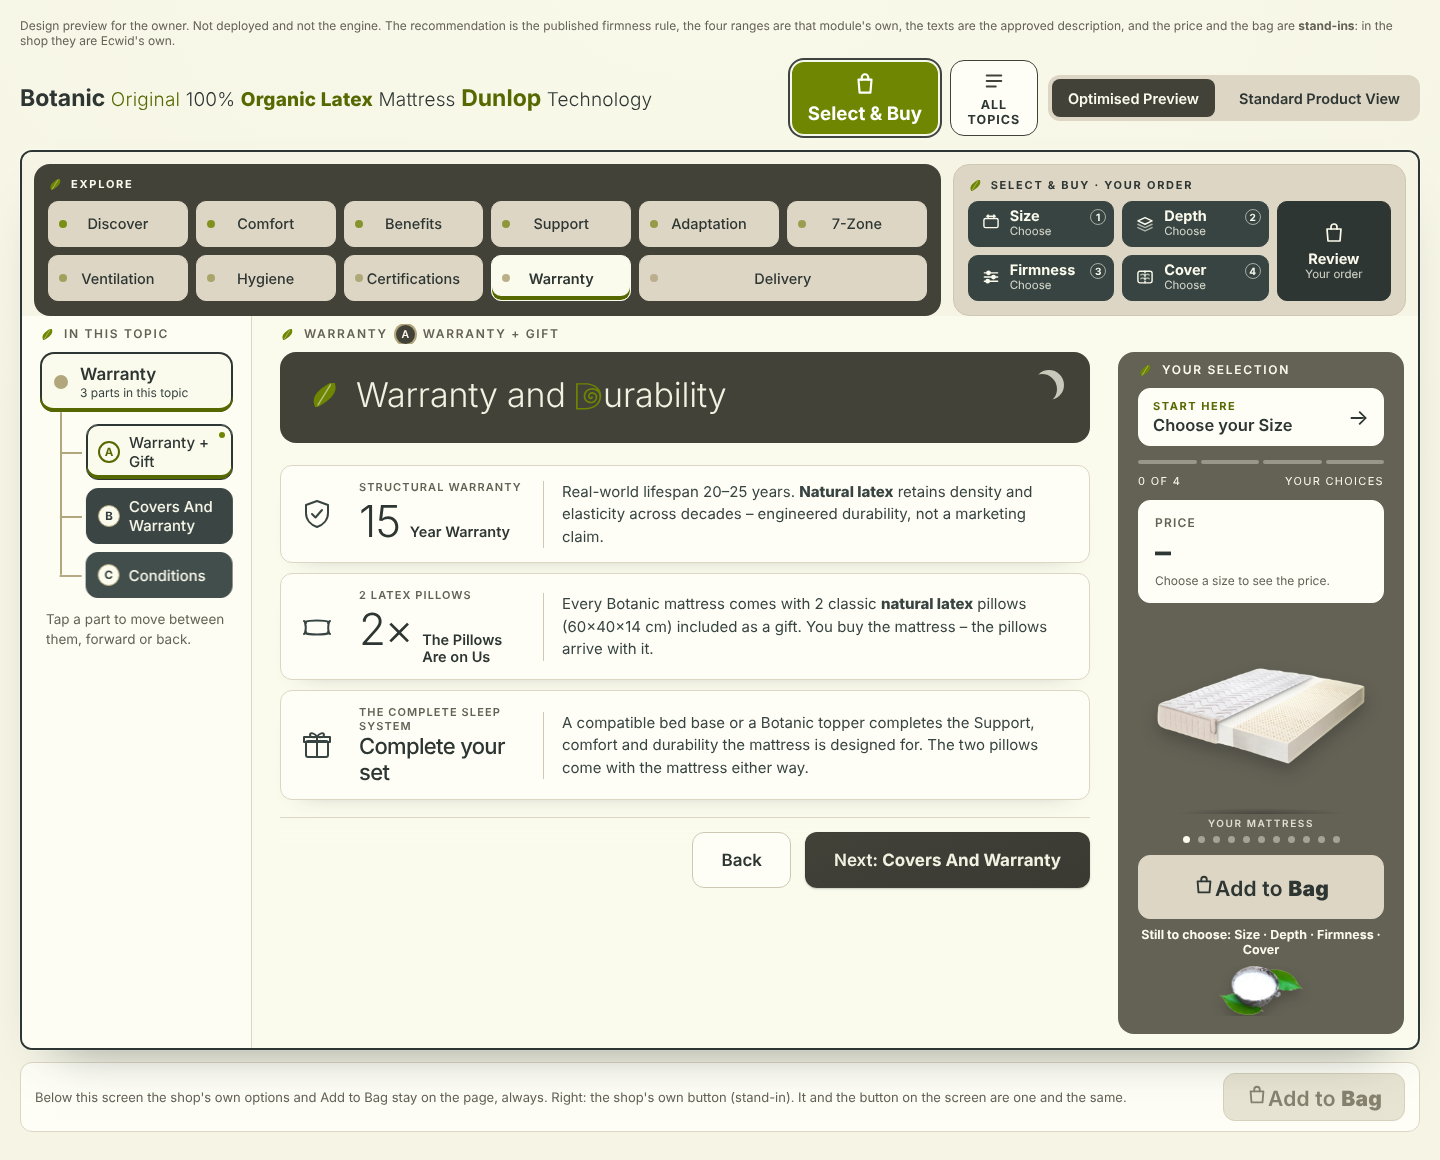 Design preview for the owner. Not deployed and not the engine. The recommendation is the published firmness rule, the four ranges are that module's own, the texts are the approved description, and the price and the bag are stand-ins: in the
shop they are Ecwid's own.
Botanic Original 100% Organic Latex Mattress Dunlop Technology
Select & Buy
ALL
TOPICS
Optimised Preview
Standard Product View
EXPLORE
Discover
Comfort
Benefits
Support
Adaptation
7-Zone
Ventilation
Hygiene
Certifications
Warranty
Delivery
SELECT & BUY · YOUR ORDER
Size
Choose
1
Depth
Choose
2
Firmness
Choose
3
Cover
Choose
4
Review
Your order
IN THIS TOPIC
Warranty
3 parts in this topic
A
Warranty +
Gift
B
Covers And
Warranty
C
Conditions
Tap a part to move between
them, forward or back.
WARRANTY A WARRANTY + GIFT
Warranty and Durability
STRUCTURAL WARRANTY
15 Year Warranty
Real-world lifespan 20–25 years. Natural latex retains density and
elasticity across decades – engineered durability, not a marketing
claim.
2 LATEX PILLOWS
2× The Pillows
Are on Us
Every Botanic mattress comes with 2 classic natural latex pillows
(60×40×14 cm) included as a gift. You buy the mattress – the pillows
arrive with it.
THE COMPLETE SLEEP
SYSTEM
Complete your
set
A compatible bed base or a Botanic topper completes the Support,
comfort and durability the mattress is designed for. The two pillows
come with the mattress either way.
Back
Next: Covers And Warranty
YOUR SELECTION
START HERE
Choose your Size
0 OF 4
YOUR CHOICES
PRICE
–
Choose a size to see the price.
YOUR MATTRESS
Add to Bag
Still to choose: Size · Depth · Firmness ·
Cover
Below this screen the shop's own options and Add to Bag stay on the page, always. Right: the shop's own button (stand-in). It and the button on the screen are one and the same.
Add to Bag